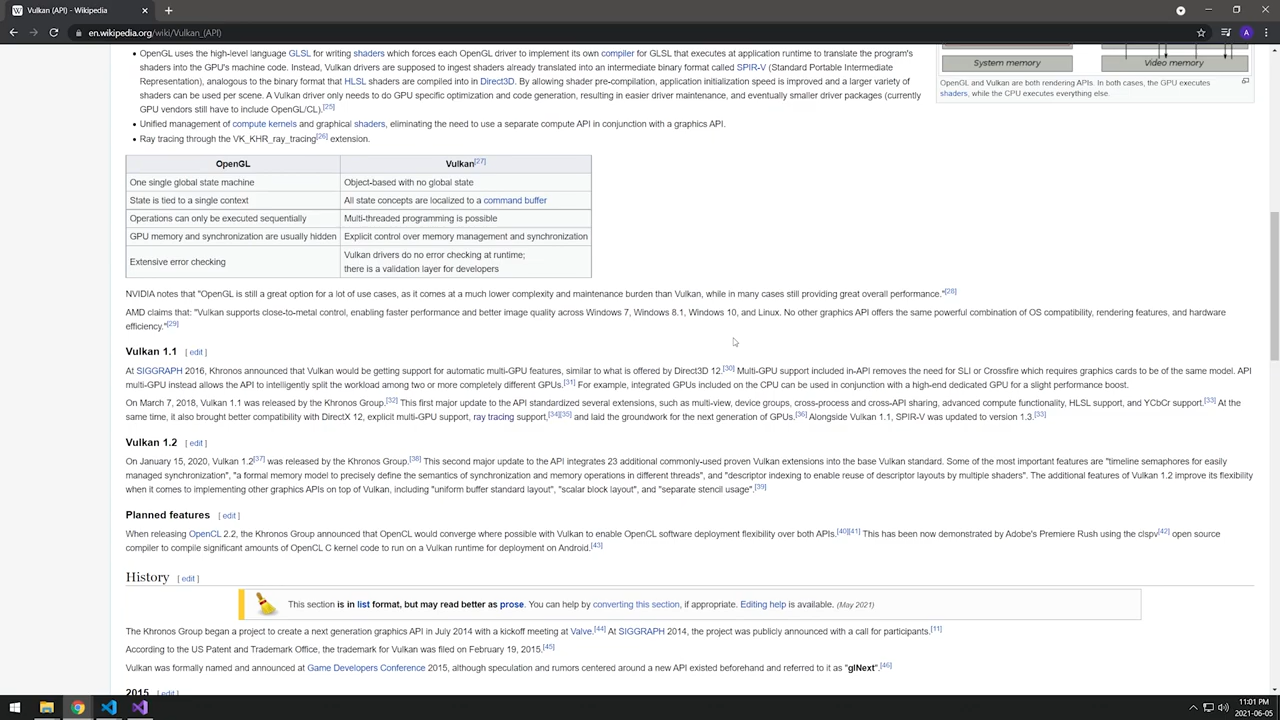 Vulkan (API) - Wikipedia
en.wikipedia.org/wiki/Vulkan_(API)
A
OpenGL uses the high-level language GLSL for writing shaders which forces each OpenGL driver to implement its own compiler for GLSL that executes at application runtime to translate the program's
shaders into the GPU's machine code. Instead, Vulkan drivers are supposed to ingest shaders already translated into an intermediate binary format called SPIR-V (Standard Portable Intermediate
Representation), analogous to the binary format that HLSL shaders are compiled into in Direct3D. By allowing shader pre-compilation, application initialization speed is improved and a larger variety of
shaders can be used per scene. A Vulkan driver only needs to do GPU specific optimization and code generation, resulting in easier driver maintenance, and eventually smaller driver packages (currently
GPU vendors still have to include OpenGL/CL).[25]
Unified management of compute kernels and graphical shaders, eliminating the need to use a separate compute API in conjunction with a graphics API.
Ray tracing through the VK_KHR_ray_tracing[26] extension.
System memory
Video memory
OpenGL and Vulkan are both rendering APIs. In both cases, the GPU executes
shaders, while the CPU executes everything else.
OpenGL Vulkan[27]
One single global state machine Object-based with no global state
State is tied to a single context All state concepts are localized to a command buffer
Operations can only be executed sequentially Multi-threaded programming is possible
GPU memory and synchronization are usually hidden Explicit control over memory management and synchronization
Extensive error checking Vulkan drivers do no error checking at runtime;
there is a validation layer for developers
NVIDIA notes that "OpenGL is still a great option for a lot of use cases, as it comes at a much lower complexity and maintenance burden than Vulkan, while in many cases still providing great overall performance."[28]
AMD claims that: "Vulkan supports close-to-metal control, enabling faster performance and better image quality across Windows 7, Windows 8.1, Windows 10, and Linux. No other graphics API offers the same powerful combination of OS compatibility, rendering features, and hardware
efficiency."[29]
Vulkan 1.1 [ edit ]
At SIGGRAPH 2016, Khronos announced that Vulkan would be getting support for automatic multi-GPU features, similar to what is offered by Direct3D 12.[30] Multi-GPU support included in-API removes the need for SLI or Crossfire which requires graphics cards to be of the same model. API
multi-GPU instead allows the API to intelligently split the workload among two or more completely different GPUs.[31] For example, integrated GPUs included on the CPU can be used in conjunction with a high-end dedicated GPU for a slight performance boost.
On March 7, 2018, Vulkan 1.1 was released by the Khronos Group.[32] This first major update to the API standardized several extensions, such as multi-view, device groups, cross-process and cross-API sharing, advanced compute functionality, HLSL support, and YCbCr support.[33] At the
same time, it also brought better compatibility with DirectX 12, explicit multi-GPU support, ray tracing support,[34][35] and laid the groundwork for the next generation of GPUs.[36] Alongside Vulkan 1.1, SPIR-V was updated to version 1.3.[33]
Vulkan 1.2 [ edit ]
On January 15, 2020, Vulkan 1.2[37] was released by the Khronos Group.[38] This second major update to the API integrates 23 additional commonly-used proven Vulkan extensions into the base Vulkan standard. Some of the most important features are "timeline semaphores for easily
managed synchronization", "a formal memory model to precisely define the semantics of synchronization and memory operations in different threads", and "descriptor indexing to enable reuse of descriptor layouts by multiple shaders". The additional features of Vulkan 1.2 improve its flexibility
when it comes to implementing other graphics APIs on top of Vulkan, including "uniform buffer standard layout", "scalar block layout", and "separate stencil usage".[39]
Planned features [ edit ]
When releasing OpenCL 2.2, the Khronos Group announced that OpenCL would converge where possible with Vulkan to enable OpenCL software deployment flexibility over both APIs.[40][41] This has been now demonstrated by Adobe's Premiere Rush using the clspv[42] open source
compiler to compile significant amounts of OpenCL C kernel code to run on a Vulkan runtime for deployment on Android.[43]
History [ edit ]
This section is in list format, but may read better as prose. You can help by converting this section, if appropriate. Editing help is available. (May 2021)
The Khronos Group began a project to create a next generation graphics API in July 2014 with a kickoff meeting at Valve.[44] At SIGGRAPH 2014, the project was publicly announced with a call for participants.[11]
According to the US Patent and Trademark Office, the trademark for Vulkan was filed on February 19, 2015.[45]
Vulkan was formally named and announced at Game Developers Conference 2015, although speculation and rumors centered around a new API existed beforehand and referred to it as "glNext".[46]
2015 [ edit ]
11:01 PM
2021-06-05